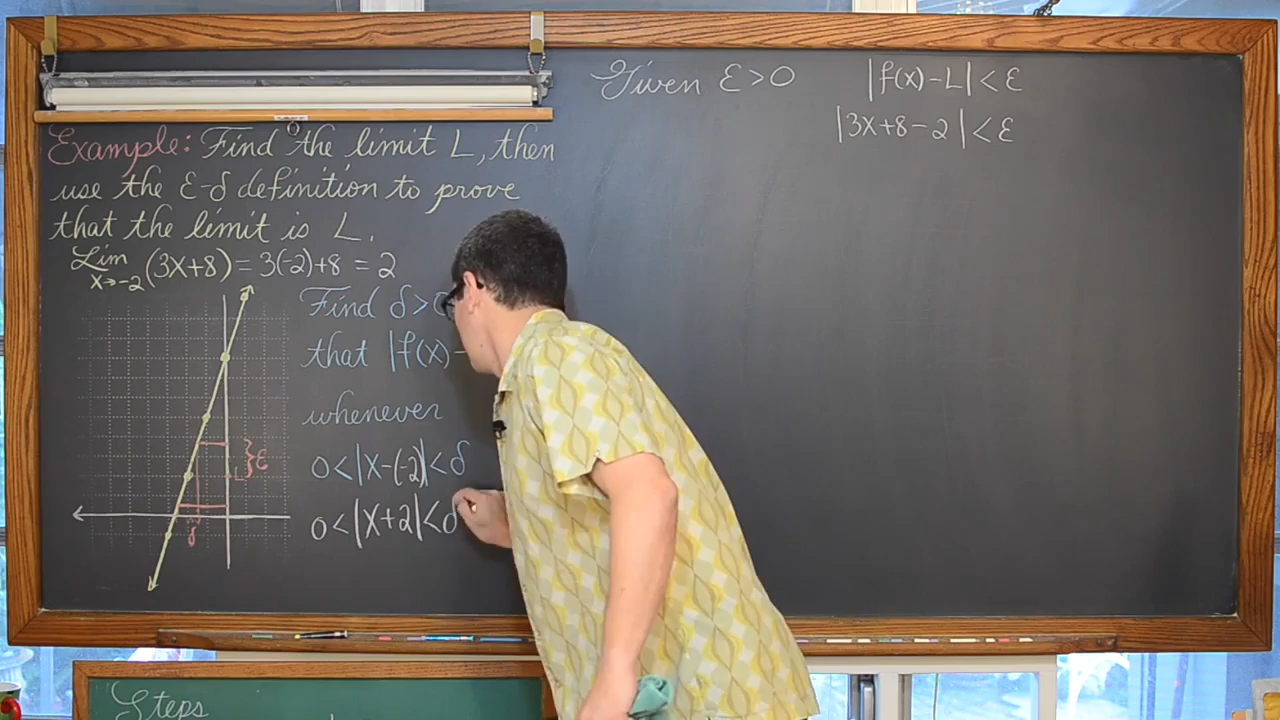 Example: Find the limit L, then
use the ε-δ definition to prove
that the limit is L.
Lim (3x+8) = 3(-2)+8 = 2
x→-2
Find δ>0
that |f(x)-
whenever
0<|x-(-2)|<δ
0<|x+2|<δ
}ε
L
δ
Given ε>0
|f(x)-L|<ε
|3x+8-2|<ε
Steps